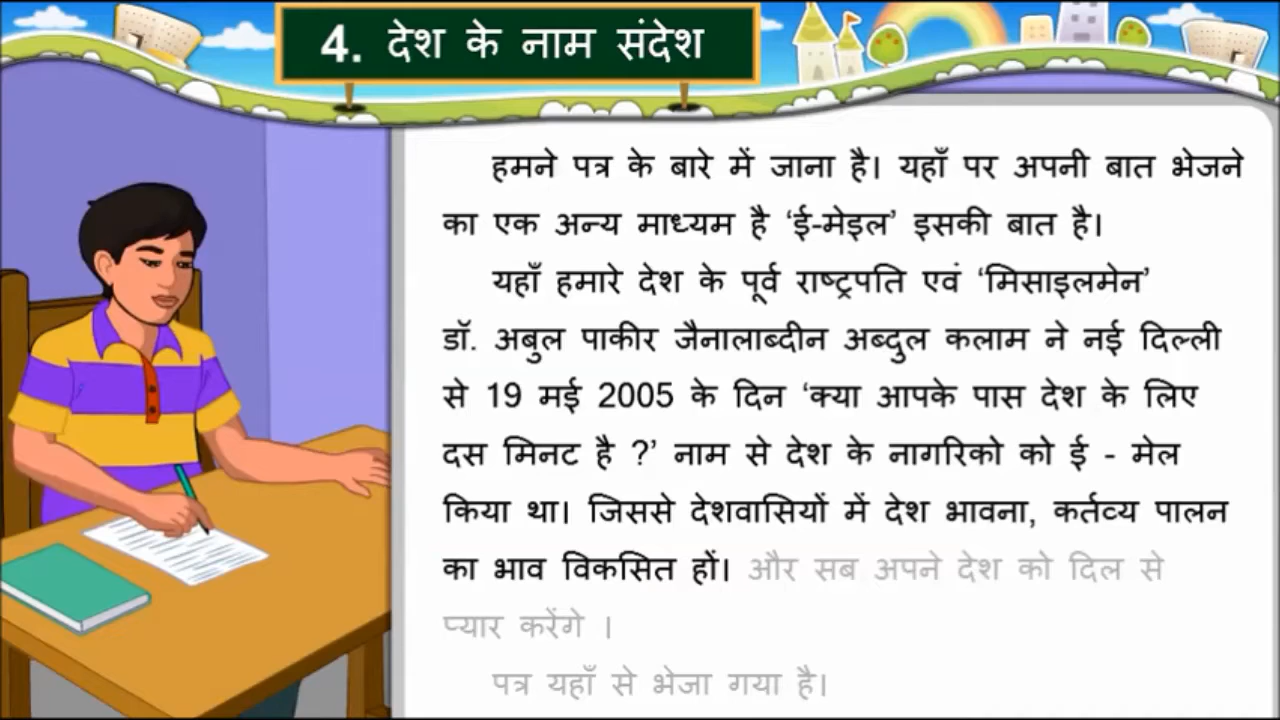 4. देश के नाम संदेश
हमने पत्र के बारे में जाना है। यहाँ पर अपनी बात भेजने
का एक अन्य माध्यम है ‘ई-मेइल’ इसकी बात है।
यहाँ हमारे देश के पूर्व राष्ट्रपति एवं ‘मिसाइलमेन’
डॉ. अबुल पाकीर जैनालाब्दीन अब्दुल कलाम ने नई दिल्ली
से 19 मई 2005 के दिन ‘क्या आपके पास देश के लिए
दस मिनट है ?’ नाम से देश के नागरिको को ई - मेल
किया था। जिससे देशवासियों में देश भावना, कर्तव्य पालन
का भाव विकसित हों। और सब अपने देश को दिल से
प्यार करेंगे ।
पत्र यहाँ से भेजा गया है।